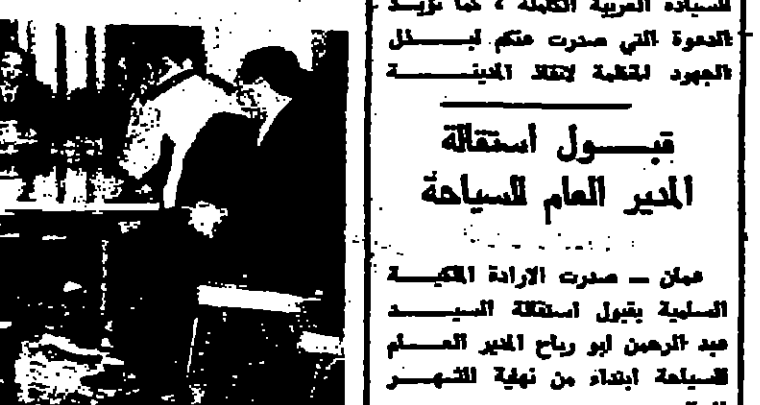 للسيادة العربية الكاملة ، كما نؤيد
الدعوة التي صدرت عنكم لبذل
الجهود المنظمة لانقاذ المدينة
قبول استقالة
المدير العام للسياحة
عمان — صدرت الارادة الملكية
السامية بقبول استقالة السيد
عبد الرحمن ابو رباح المدير العام
للسياحة ابتداء من نهاية الشهر